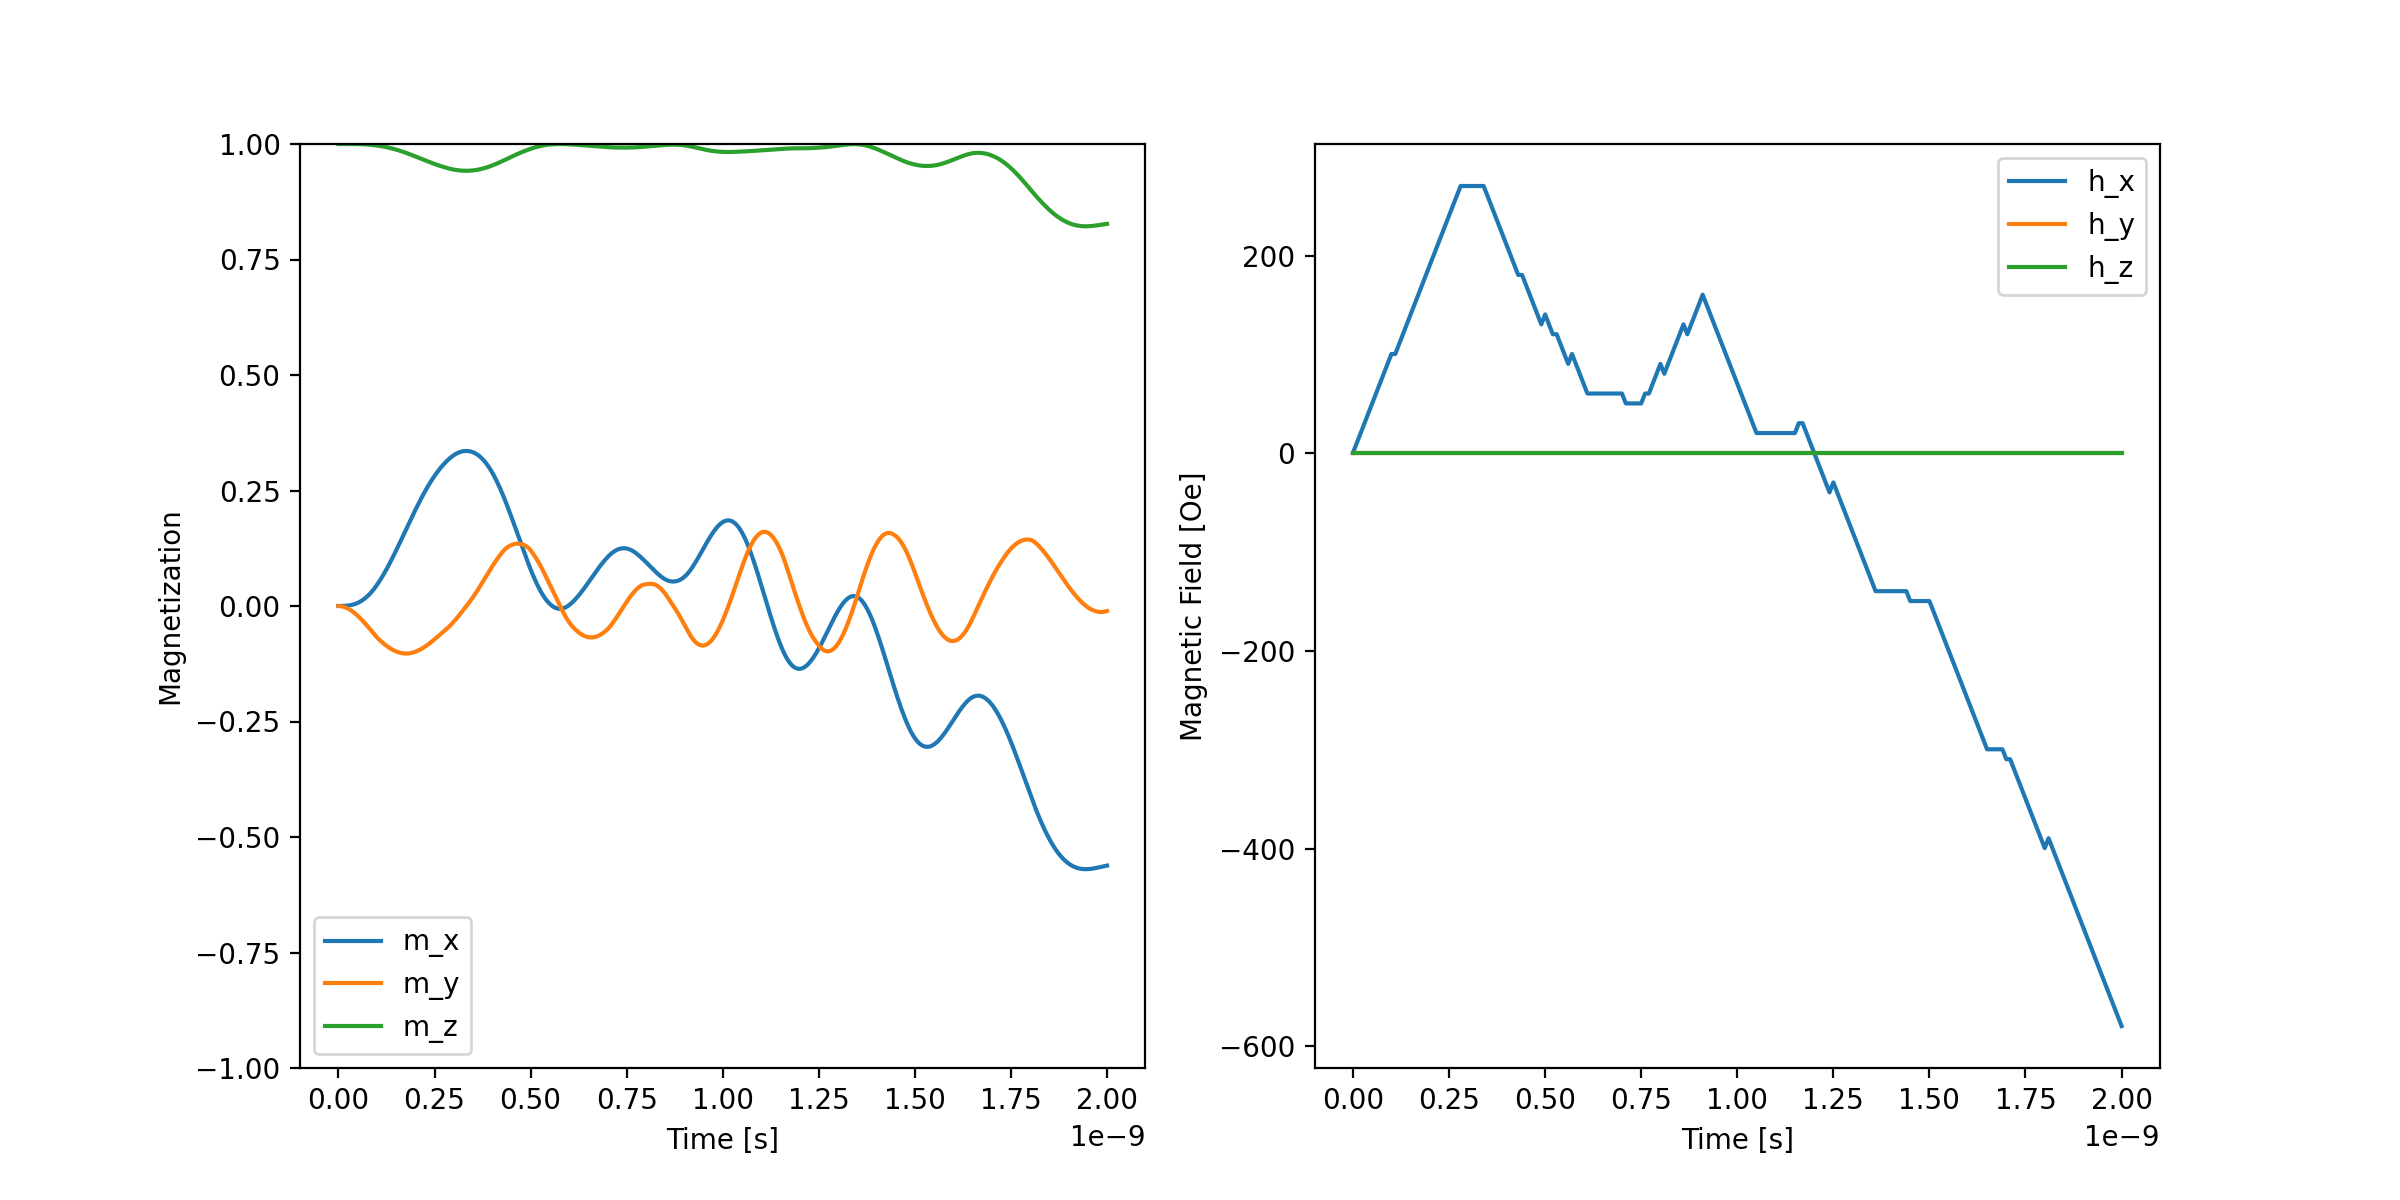 Magnetization
1.00
0.75
0.50
0.25
0.00
−0.25
−0.50
−0.75
−1.00
m_x
m_y
m_z
0.00 0.25 0.50 0.75 1.00 1.25 1.50 1.75 2.00
Time [s]
1e−9
Magnetic Field [Oe]
200
0
−200
−400
−600
h_x
h_y
h_z
0.00 0.25 0.50 0.75 1.00 1.25 1.50 1.75 2.00
Time [s]
1e−9